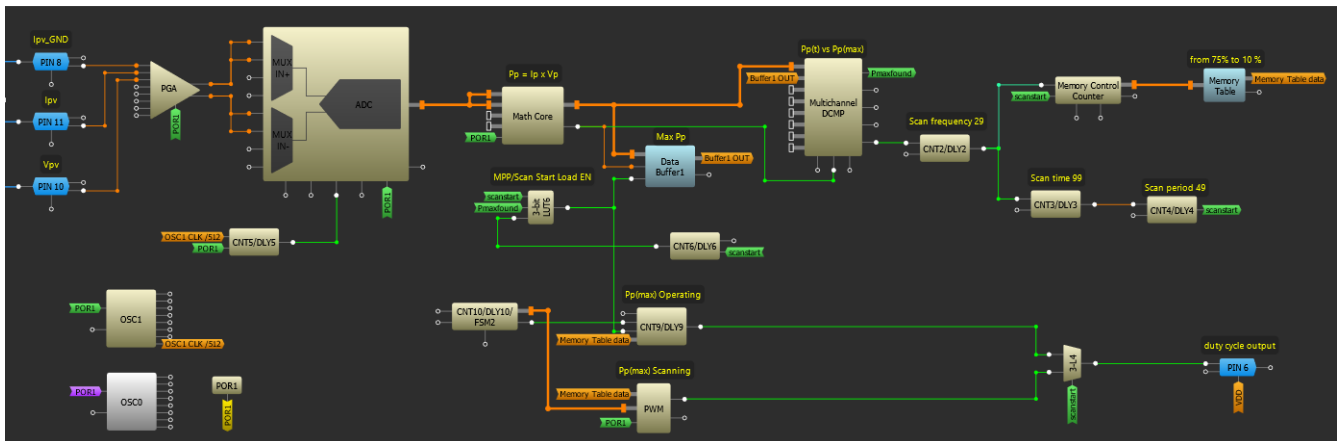 Ipv_GND
PIN 8
Ipv
PIN 11
Vpv
PIN 10
PGA
POR1
MUX
IN+
MUX
IN-
ADC
POR1
OSC1 CLK /512
POR1
CNT5/DLY5
Pp = Ip x Vp
Math Core
POR1
Max Pp
Data
Buffer1
Buffer1 OUT
MPP/Scan Start Load EN
scanstart
Pmaxfound
3-bit
LUT6
CNT6/DLY6
scanstart
Pp(t) vs Pp(max)
Buffer1 OUT
Multichannel
DCMP
Pmaxfound
Scan frequency 29
CNT2/DLY2
scanstart
Memory Control
Counter
from 75% to 10 %
Memory
Table
Memory Table data
Scan time 99
CNT3/DLY3
Scan period 49
CNT4/DLY4
scanstart
POR1
OSC1
OSC1 CLK /512
POR1
OSC0
POR1
POR1
CNT10/DLY10/
FSM2
Pp(max) Operating
CNT9/DLY9
Memory Table data
Pp(max) Scanning
Memory Table data
PWM
POR1
3-L4
scanstart
duty cycle output
PIN 6
VDD